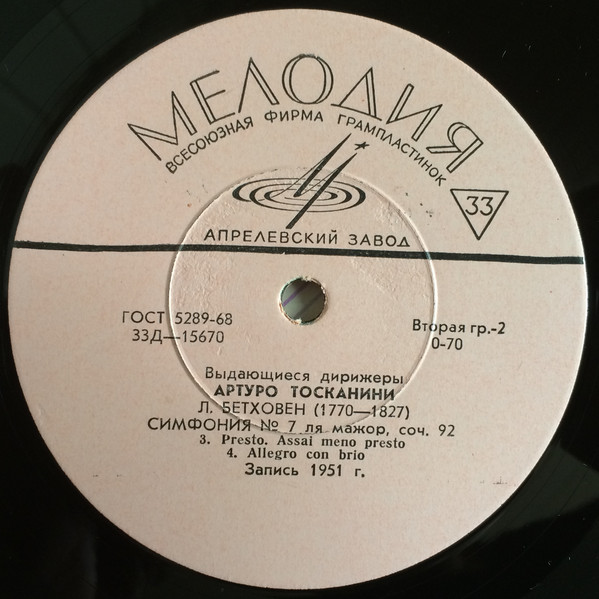 МЕЛОДИЯ
ВСЕСОЮЗНАЯ ФИРМА ГРАМПЛАСТИНОК
33
АПРЕЛЕВСКИЙ ЗАВОД
ГОСТ 5289-68
33Д—15670
Вторая гр.-2
0-70
Выдающиеся дирижеры
АРТУРО ТОСКАНИНИ
Л. БЕТХОВЕН (1770—1827)
СИМФОНИЯ № 7 ля мажор, соч. 92
3. Presto. Assai meno presto
4. Allegro con brio
Запись 1951 г.